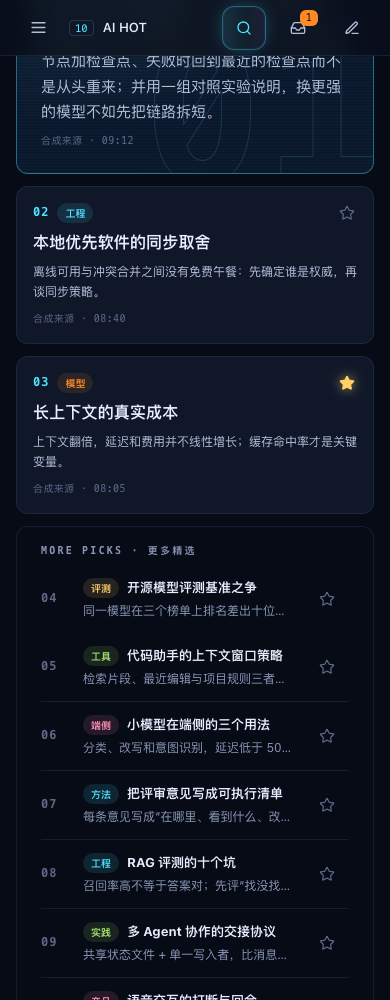 10 AI HOT 1
节点加检查点、失败时回到最近的检查点而不
是从头重来；并用一组对照实验说明，换更强
的模型不如先把链路拆短。
合成来源 · 09:12
02 工程
本地优先软件的同步取舍
离线可用与冲突合并之间没有免费午餐：先确定谁是权威，再
谈同步策略。
合成来源 · 08:40
03 模型
长上下文的真实成本
上下文翻倍，延迟和费用并不线性增长；缓存命中率才是关键
变量。
合成来源 · 08:05
MORE PICKS · 更多精选
04 评测 开源模型评测基准之争
同一模型在三个榜单上排名差出十位…
05 工具 代码助手的上下文窗口策略
检索片段、最近编辑与项目规则三者…
06 端侧 小模型在端侧的三个用法
分类、改写和意图识别，延迟低于 50…
07 方法 把评审意见写成可执行清单
每条意见写成“在哪里、看到什么、改…
08 工程 RAG 评测的十个坑
召回率高不等于答案对；先评“找没找…
09 实践 多 Agent 协作的交接协议
共享状态文件 + 单一写入者，比消息…
产品 语音交互的打断与回合